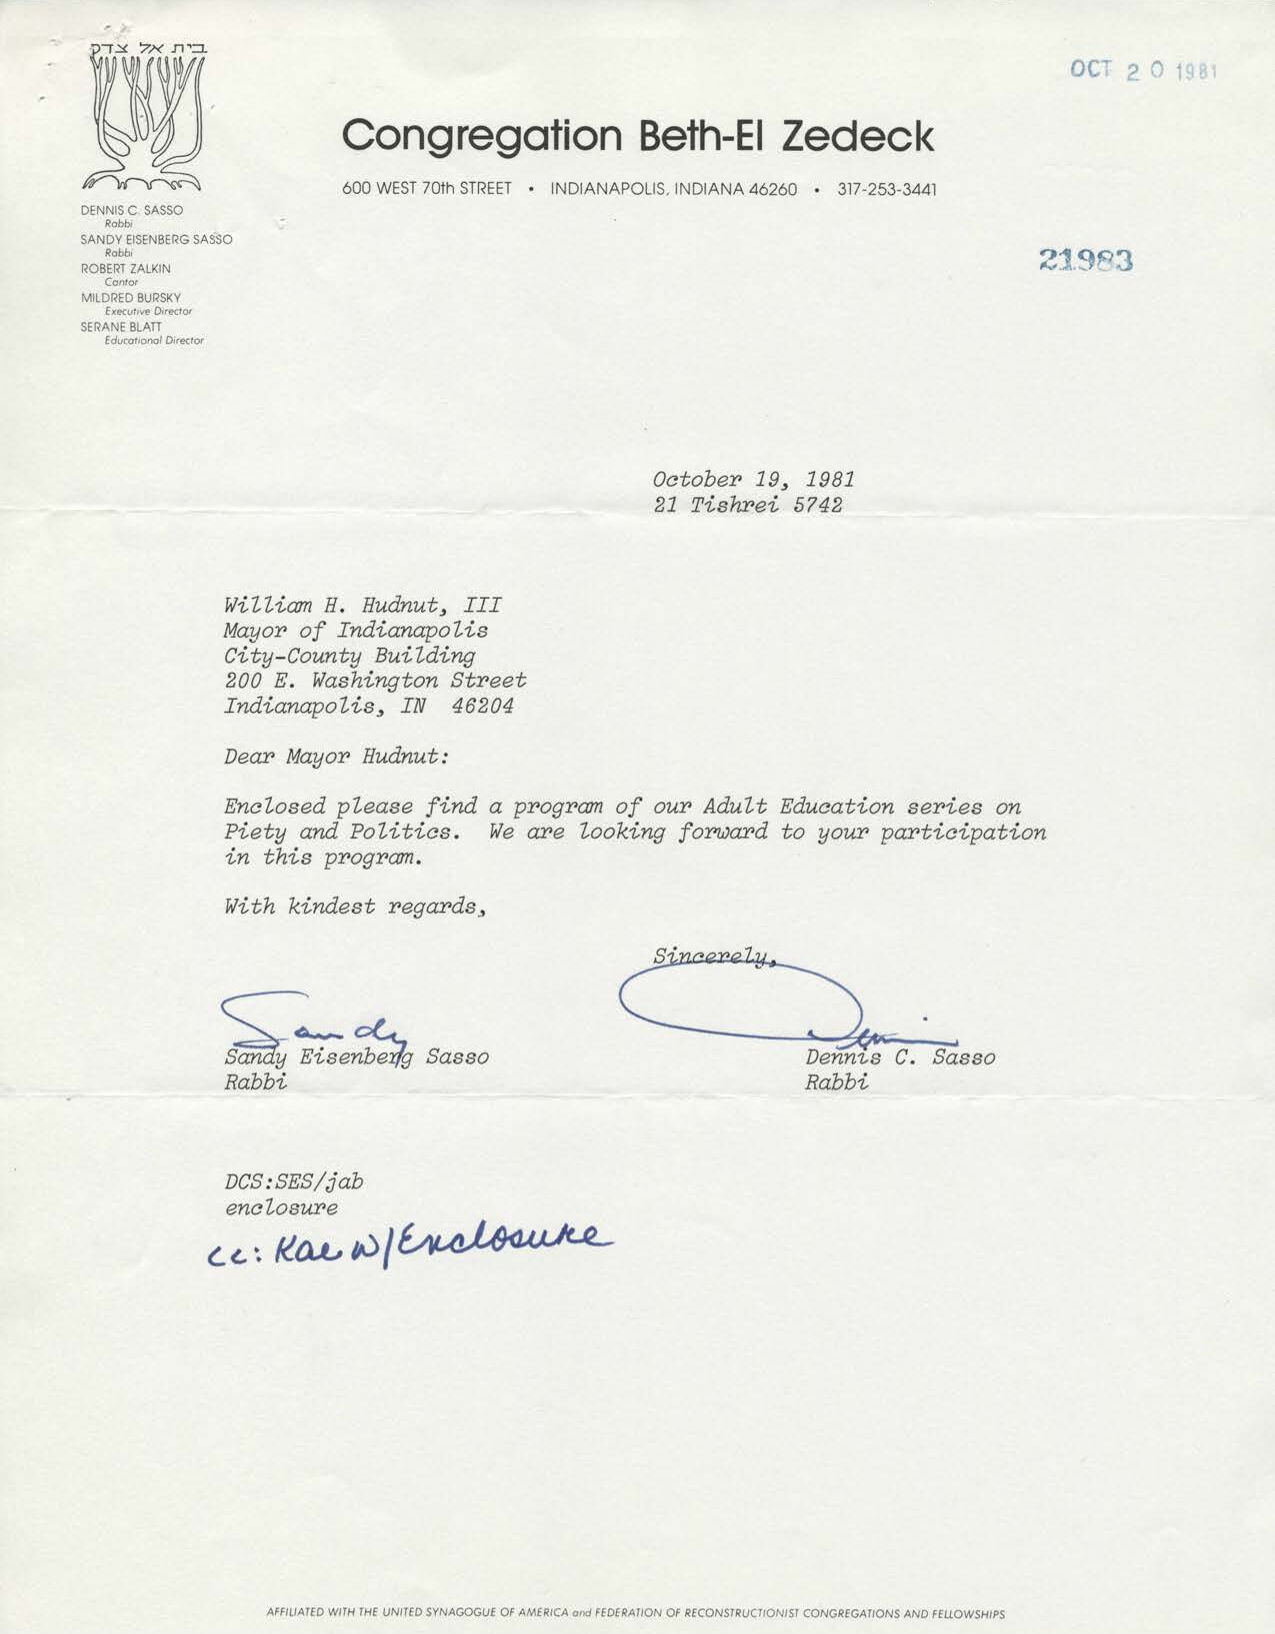 בית אל צדק
OCT 20 1981
Congregation Beth-El Zedeck
600 WEST 70th STREET • INDIANAPOLIS, INDIANA 46260 • 317-253-3441
DENNIS C. SASSO
Rabbi
SANDY EISENBERG SASSO
Rabbi
ROBERT ZALKIN
Cantor
MILDRED BURSKY
Executive Director
SERANE BLATT
Educational Director
21983
October 19, 1981
21 Tishrei 5742
William H. Hudnut, III
Mayor of Indianapolis
City-County Building
200 E. Washington Street
Indianapolis, IN 46204
Dear Mayor Hudnut:
Enclosed please find a program of our Adult Education series on
Piety and Politics. We are looking forward to your participation
in this program.
With kindest regards,
Sincerely,
Sandy
Dennis
Sandy Eisenberg Sasso
Rabbi
Dennis C. Sasso
Rabbi
DCS:SES/jab
enclosure
cc: Kae w/Enclosure
AFFILIATED WITH THE UNITED SYNAGOGUE OF AMERICA and FEDERATION OF RECONSTRUCTIONIST CONGREGATIONS AND FELLOWSHIPS